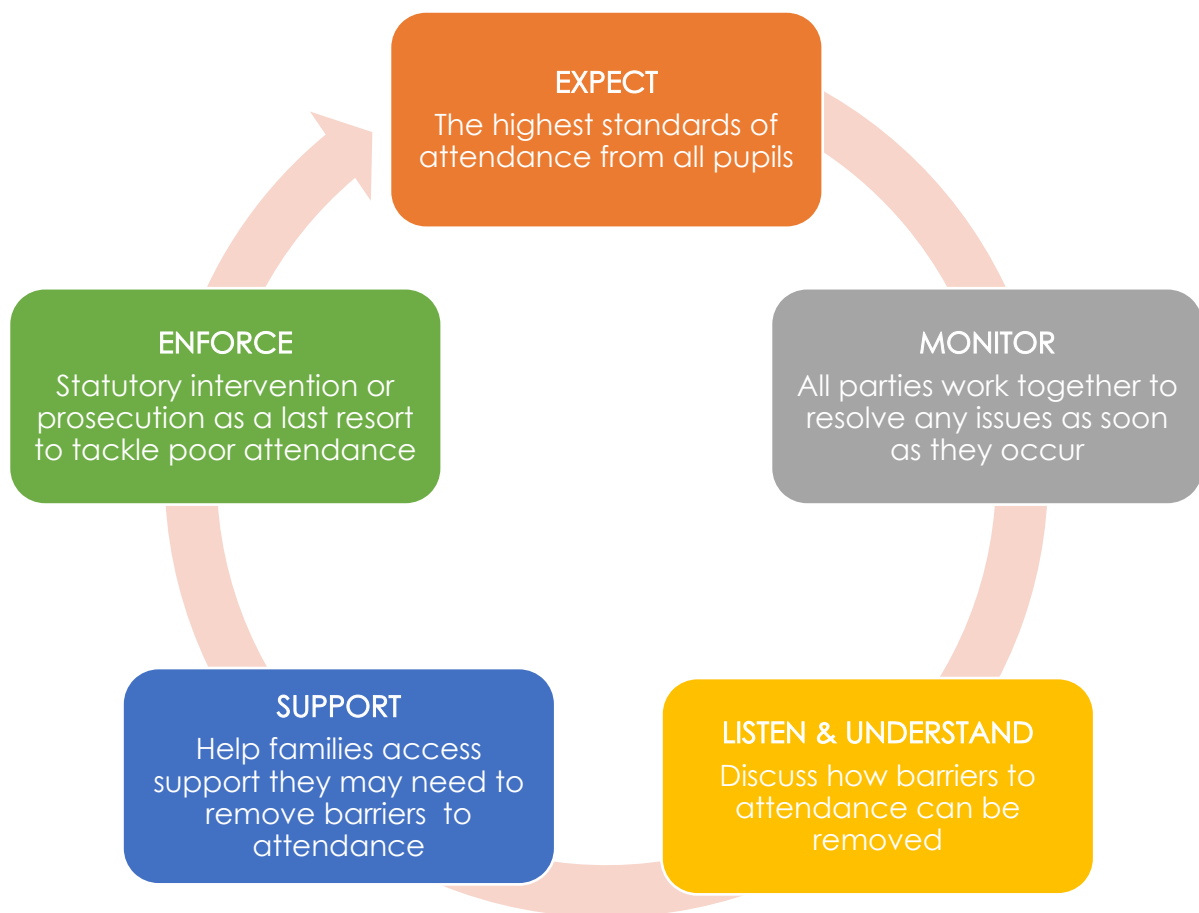 EXPECT
The highest standards of
attendance from all pupils
MONITOR
All parties work together to
resolve any issues as soon
as they occur
LISTEN & UNDERSTAND
Discuss how barriers to
attendance can be
removed
SUPPORT
Help families access
support they may need to
remove barriers  to
attendance
ENFORCE
Statutory intervention or
prosecution as a last resort
to tackle poor attendance